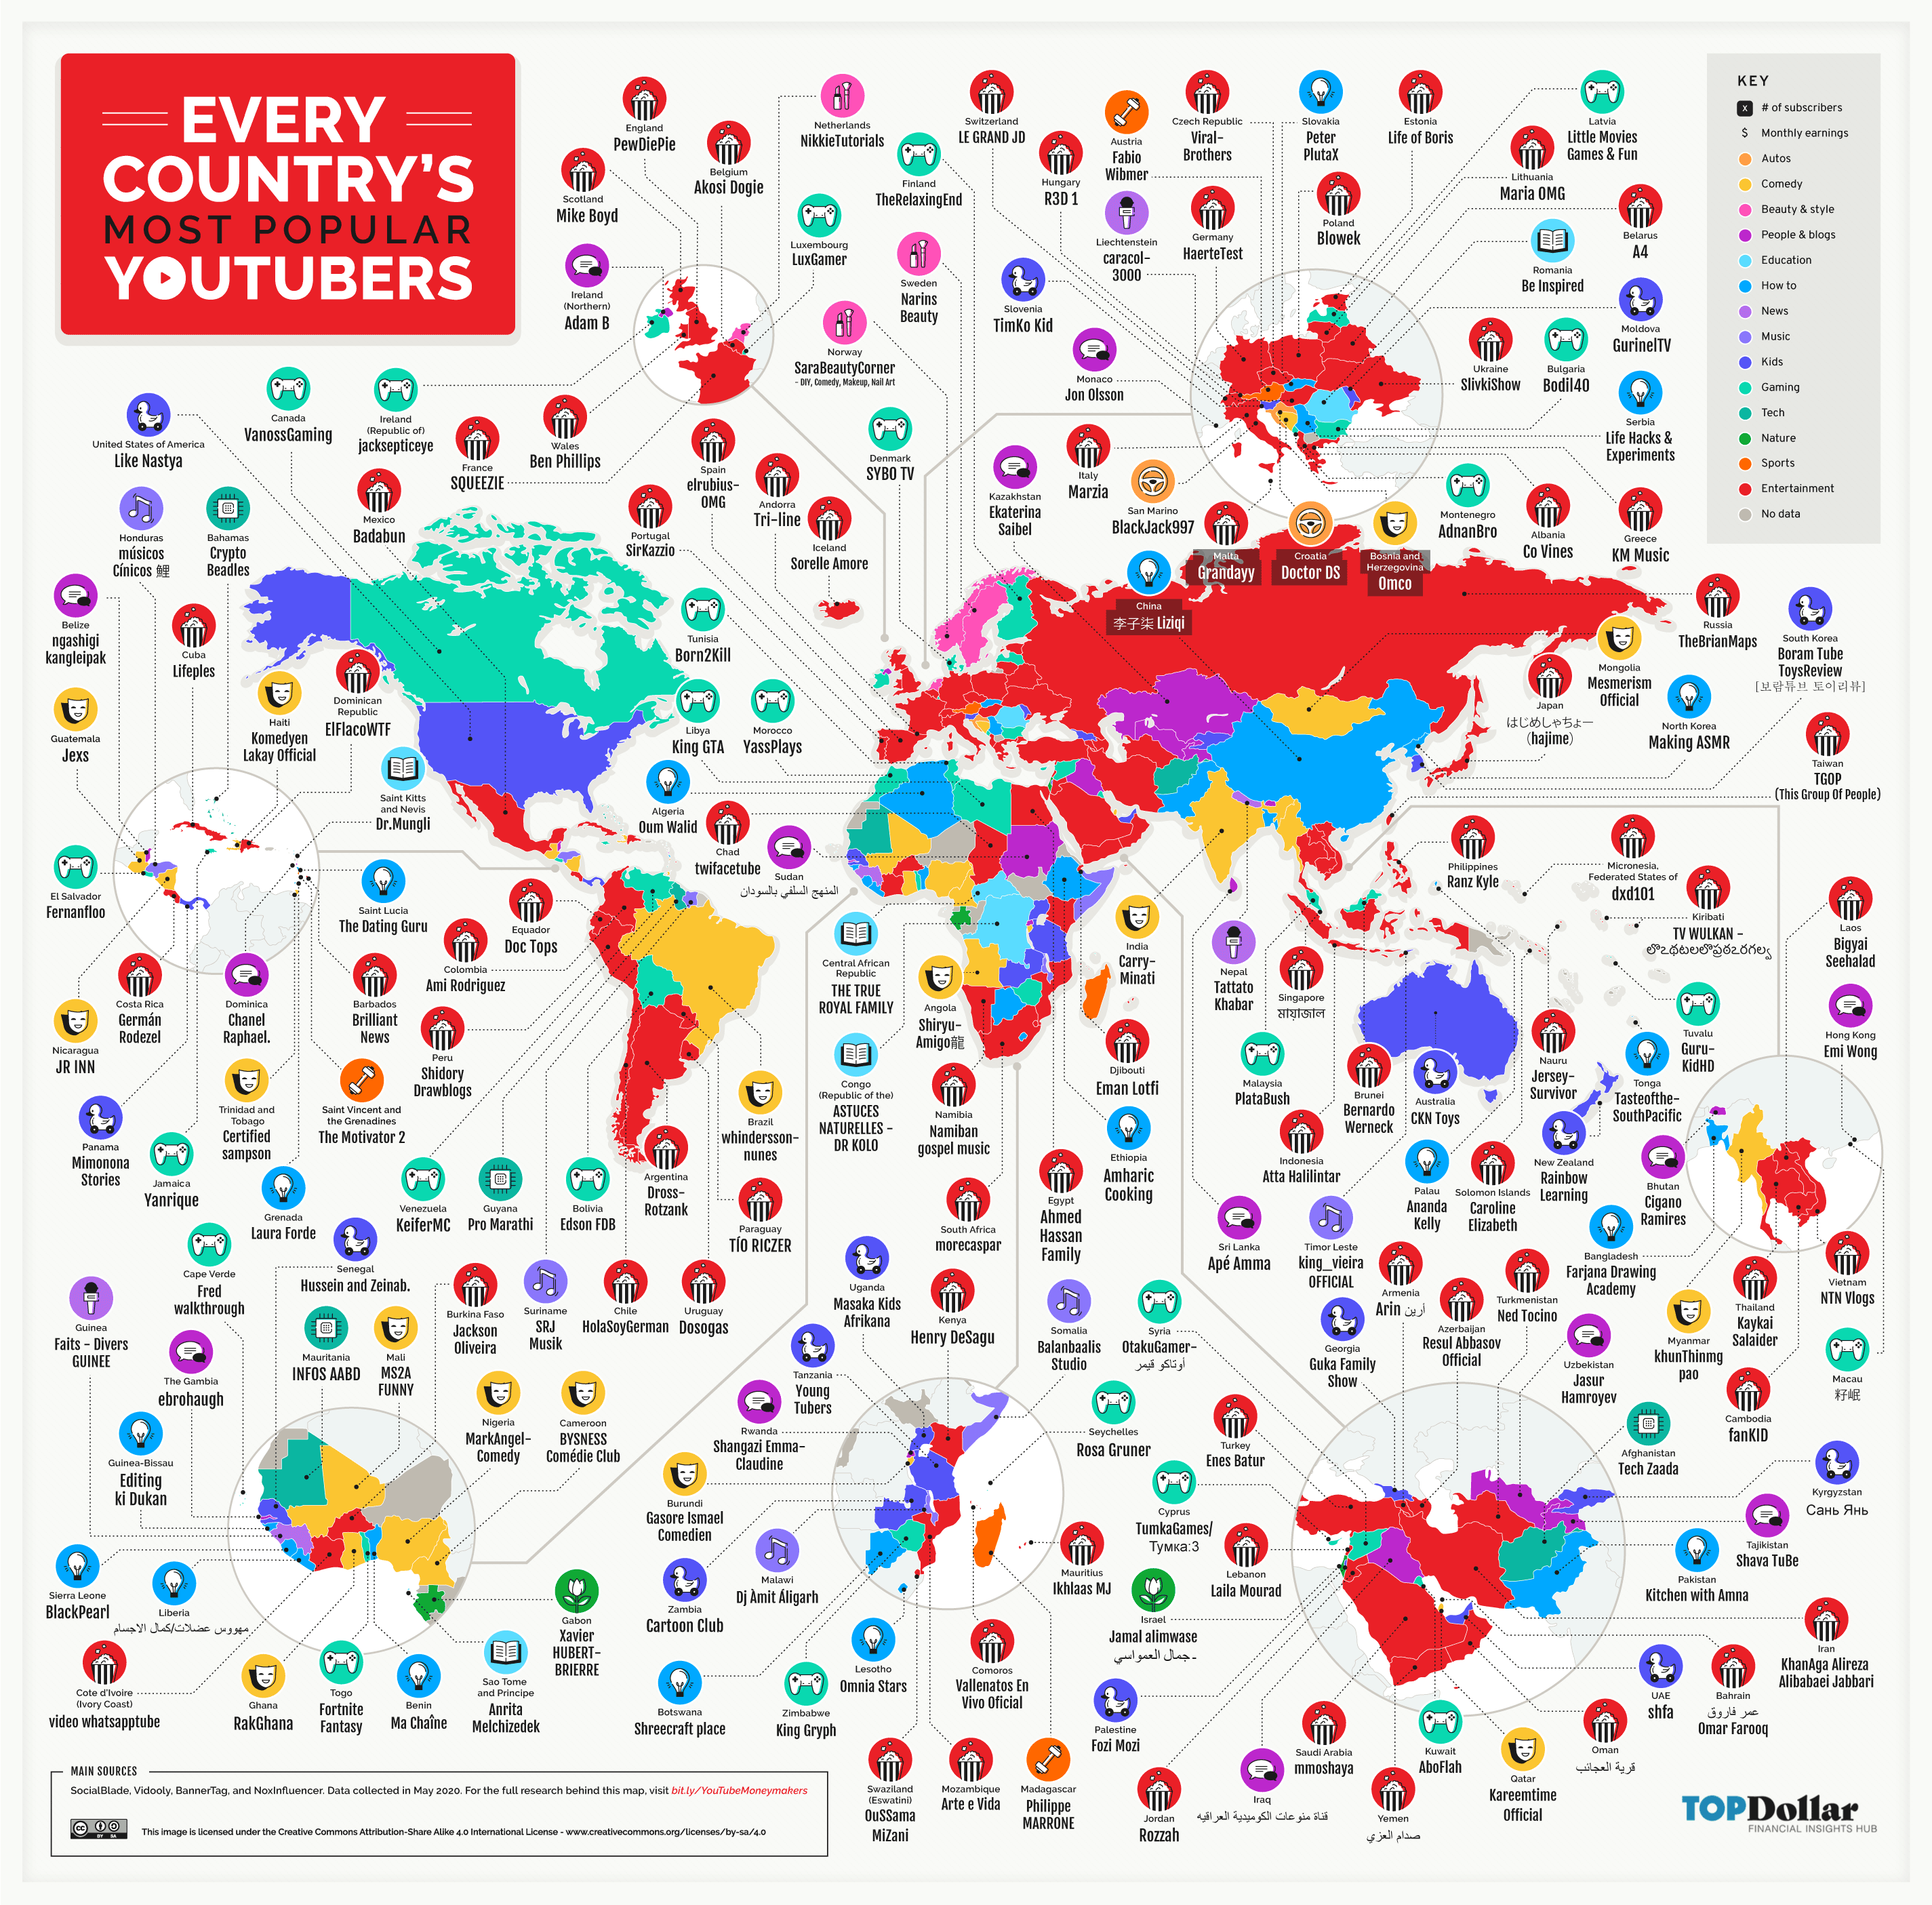 EVERY
COUNTRY'S
MOST POPULAR
YOUTUBERS
KEY
x # of subscribers
$ Monthly earnings
Autos
Comedy
Beauty & style
People & blogs
Education
How to
News
Music
Kids
Gaming
Tech
Nature
Sports
Entertainment
No data
England
PewDiePie
Scotland
Mike Boyd
Belgium
Akosi Dogie
Ireland
(Northern)
Adam B
Netherlands
NikkieTutorials
Luxembourg
LuxGamer
Finland
TheRelaxingEnd
Sweden
Narins
Beauty
Norway
SaraBeautyCorner
- DIY, Comedy, Makeup, Nail Art
Switzerland
LE GRAND JD
Hungary
R3D 1
Austria
Fabio
Wibmer
Czech Republic
Viral-
Brothers
Slovakia
Peter
PlutaX
Estonia
Life of Boris
Latvia
Little Movies
Games & Fun
Lithuania
Maria OMG
Liechtenstein
caracol-
3000
Germany
HaerteTest
Poland
Blowek
Belarus
A4
Romania
Be Inspired
Slovenia
TimKo Kid
Moldova
GurinelTV
Monaco
Jon Olsson
Ukraine
SlivkiShow
Bulgaria
Bodil40
Serbia
Life Hacks &
Experiments
Italy
Marzia
San Marino
BlackJack997
Malta
Grandayy
Croatia
Doctor DS
Bosnia and
Herzegovina
Omco
Montenegro
AdnanBro
Albania
Co Vines
Greece
KM Music
United States of America
Like Nastya
Canada
VanossGaming
Ireland
(Republic of)
jacksepticeye
France
SQUEEZIE
Wales
Ben Phillips
Spain
elrubius-
OMG
Andorra
Tri-line
Denmark
SYBO TV
Kazakhstan
Ekaterina
Saibel
Honduras
músicos
Cínicos 鯉
Bahamas
Crypto
Beadles
Mexico
Badabun
Portugal
SirKazzio
Iceland
Sorelle Amore
China
李子柒 Liziqi
Russia
TheBrianMaps
South Korea
Boram Tube
ToysReview
[보람튜브 토이리뷰]
Belize
ngashigi
kangleipak
Cuba
Lifeples
Tunisia
Born2Kill
Mongolia
Mesmerism
Official
Japan
はじめしゃちょー
(hajime)
North Korea
Making ASMR
Taiwan
TGOP
(This Group Of People)
Guatemala
Jexs
Haiti
Komedyen
Lakay Official
Dominican
Republic
ElFlacoWTF
Libya
King GTA
Morocco
YassPlays
Saint Kitts
and Nevis
Dr.Mungli
Algeria
Oum Walid
Chad
twifacetube
Sudan
المنهج السلفي بالسودان
El Salvador
Fernanfloo
Saint Lucia
The Dating Guru
Equador
Doc Tops
Colombia
Ami Rodriguez
Central African
Republic
THE TRUE
ROYAL FAMILY
Angola
Shiryu-
Amigo龍
India
Carry-
Minati
Nepal
Tattato
Khabar
Philippines
Ranz Kyle
Micronesia,
Federated States of
dxd101
Kiribati
TV WULKAN -
Laos
Bigyai
Seehalad
Singapore
মায়াজাল
Nicaragua
JR INN
Costa Rica
Germán
Rodezel
Dominica
Chanel
Raphael.
Barbados
Brilliant
News
Peru
Shidory
Drawblogs
Congo
(Republic of the)
ASTUCES
NATURELLES -
DR KOLO
Namibia
Namiban
gospel music
Djibouti
Eman Lotfi
Malaysia
PlataBush
Brunei
Bernardo
Werneck
Australia
CKN Toys
Nauru
Jersey-
Survivor
Tonga
Tasteofthe-
SouthPacific
Tuvalu
Guru-
KidHD
Hong Kong
Emi Wong
Panama
Mimonona
Stories
Jamaica
Yanrique
Trinidad and
Tobago
Certified
sampson
Saint Vincent and
the Grenadines
The Motivator 2
Grenada
Laura Forde
Venezuela
KeiferMC
Guyana
Pro Marathi
Bolivia
Edson FDB
Argentina
Dross-
Rotzank
Brazil
whindersson-
nunes
Paraguay
TÍO RICZER
South Africa
morecaspar
Egypt
Ahmed
Hassan
Family
Ethiopia
Amharic
Cooking
Indonesia
Atta Halilintar
Sri Lanka
Apé Amma
Timor Leste
king_vieira
OFFICIAL
Palau
Ananda
Kelly
Solomon Islands
Caroline
Elizabeth
New Zealand
Rainbow
Learning
Bhutan
Cigano
Ramires
Bangladesh
Farjana Drawing
Academy
Vietnam
NTN Vlogs
Cape Verde
Fred
walkthrough
Senegal
Hussein and Zeinab.
Guinea
Faits - Divers
GUINEE
Mauritania
INFOS AABD
Mali
MS2A
FUNNY
Burkina Faso
Jackson
Oliveira
Suriname
SRJ
Musik
Chile
HolaSoyGerman
Uruguay
Dosogas
Uganda
Masaka Kids
Afrikana
Kenya
Henry DeSagu
Somalia
Balanbaalis
Studio
Syria
OtakuGamer-
أوتاكو قيمر
Armenia
Arin آرين
Georgia
Guka Family
Show
Azerbaijan
Resul Abbasov
Official
Turkmenistan
Ned Tocino
Uzbekistan
Jasur
Hamroyev
Myanmar
khunThinmg
pao
Thailand
Kaykai
Salaider
Cambodia
fanKID
Macau
籽岷
The Gambia
ebrohaugh
Guinea-Bissau
Editing
ki Dukan
Nigeria
MarkAngel-
Comedy
Cameroon
BYSNESS
Comédie Club
Tanzania
Young
Tubers
Rwanda
Shangazi Emma-
Claudine
Burundi
Gasore Ismael
Comedien
Seychelles
Rosa Gruner
Turkey
Enes Batur
Cyprus
TumkaGames/
Тумка:3
Afghanistan
Tech Zaada
Kyrgyzstan
Сань Янь
Tajikistan
Shava TuBe
Pakistan
Kitchen with Amna
Sierra Leone
BlackPearl
Liberia
مهووس عضلات/كمال الاجسام
Gabon
Xavier
HUBERT-
BRIERRE
Zambia
Cartoon Club
Malawi
Dj Àmit Áligarh
Mauritius
Ikhlaas MJ
Lebanon
Laila Mourad
Israel
Jamal alimwase
- جمال العمواسي
Cote d'Ivoire
(Ivory Coast)
video whatsapptube
Ghana
RakGhana
Togo
Fortnite
Fantasy
Benin
Ma Chaîne
Sao Tome
and Principe
Anrita
Melchizedek
Botswana
Shreecraft place
Zimbabwe
King Gryph
Lesotho
Omnia Stars
Comoros
Vallenatos En
Vivo Oficial
Palestine
Fozi Mozi
Iran
KhanAga Alireza
Alibabaei Jabbari
UAE
shfa
Bahrain
عمر فاروق
Omar Farooq
Swaziland
(Eswatini)
OuSSama
MiZani
Mozambique
Arte e Vida
Madagascar
Philippe
MARRONE
Jordan
Rozzah
Iraq
قناة منوعات الكوميدية العراقيه
Saudi Arabia
mmoshaya
Yemen
صدام العزي
Kuwait
AboFlah
Qatar
Kareemtime
Official
Oman
قرية العجائب
MAIN SOURCES
SocialBlade, Vidooly, BannerTag, and NoxInfluencer. Data collected in May 2020. For the full research behind this map, visit bit.ly/YouTubeMoneymakers
CC BY SA
This image is licensed under the Creative Commons Attribution-Share Alike 4.0 International License - www.creativecommons.org/licenses/by-sa/4.0
TOPDollar
FINANCIAL INSIGHTS HUB